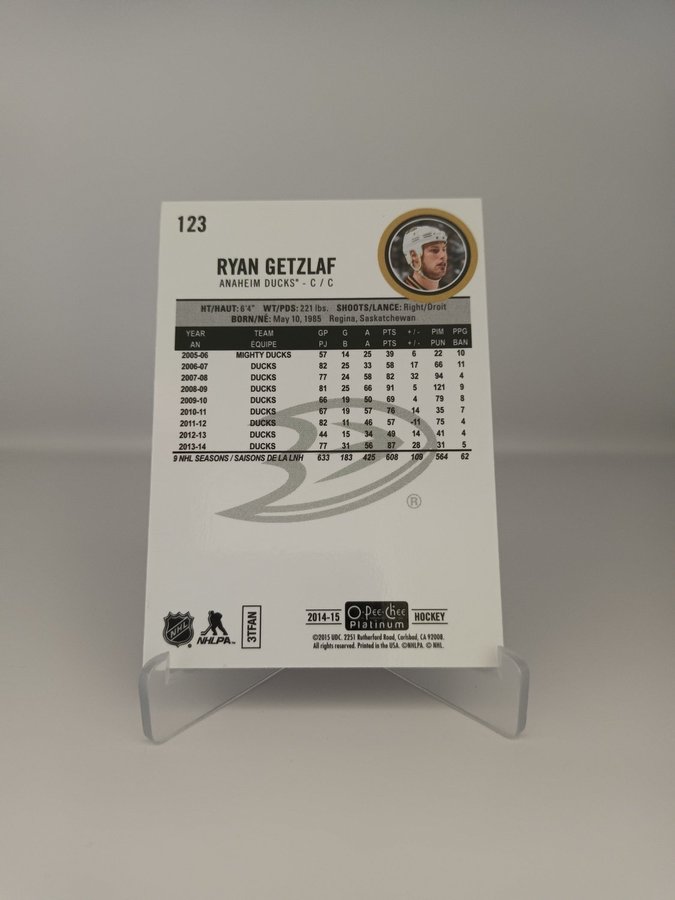 123
RYAN GETZLAF
ANAHEIM DUCKS® - C / C
HT/HAUT: 6'4" WT/PDS: 221 lbs. SHOOTS/LANCE: Right/Droit
BORN/NÉ: May 10, 1985 Regina, Saskatchewan
YEAR TEAM GP G A PTS +/- PIM PPG
AN ÉQUIPE PJ B A PTS +/- PUN BAN
2005-06 MIGHTY DUCKS 57 14 25 39 6 22 10
2006-07 DUCKS 82 25 33 58 17 66 11
2007-08 DUCKS 77 24 58 82 32 94 4
2008-09 DUCKS 81 25 66 91 5 121 9
2009-10 DUCKS 66 19 50 69 4 79 8
2010-11 DUCKS 67 19 57 76 14 35 7
2011-12 DUCKS 82 11 46 57 -11 75 4
2012-13 DUCKS 44 15 34 49 14 41 4
2013-14 DUCKS 77 31 56 87 28 31 5
9 NHL SEASONS / SAISONS DE LA LNH 633 183 425 608 109 564 62
®
NHL
NHLPA®
3TFAN
2014-15 O-Pee-Chee Platinum HOCKEY
©2015 UDC. 2251 Rutherford Road, Carlsbad, CA 92008.
All rights reserved. Printed in the USA. ©NHLPA. © NHL.